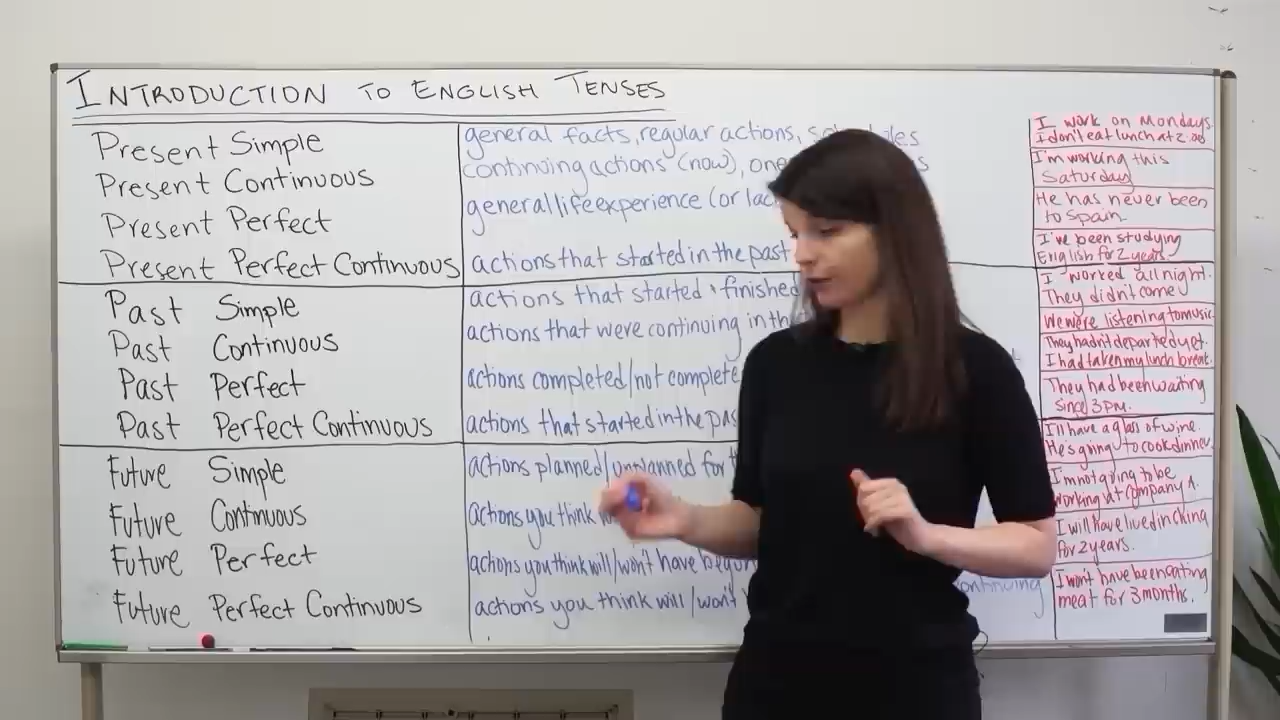 INTRODUCTION TO ENGLISH TENSES
Present Simple
general facts, regular actions,
Present Continuous
continuing actions (now),
Present Perfect
general life experience (or
Present Perfect Continuous
actions that started in the past
Past Simple
actions that started + finished
Past Continuous
actions that were continuing in
Past Perfect
actions completed/not complete
Past Perfect Continuous
actions that started in the
Future Simple
actions planned/unplanned for
Future Continuous
actions you think
Future Perfect
actions you think will/won't have
Future Perfect Continuous
actions you think will/won't
continuing
I work on Mondays.
I don't eat lunch at 2:00
I'm working this
Saturday
He has never been
to Spain
I've been studying
English for 2 years
I worked all night.
They didn't come
We were listening to music.
They hadn't departed yet.
I had taken my lunch break.
They had been waiting
since 3 PM.
I'll have a glass of wine.
He's going to cook dinner.
I'm not going to be
working at Company A.
I will have lived in China
for 2 years.
I won't have been eating
meat for 3 months.